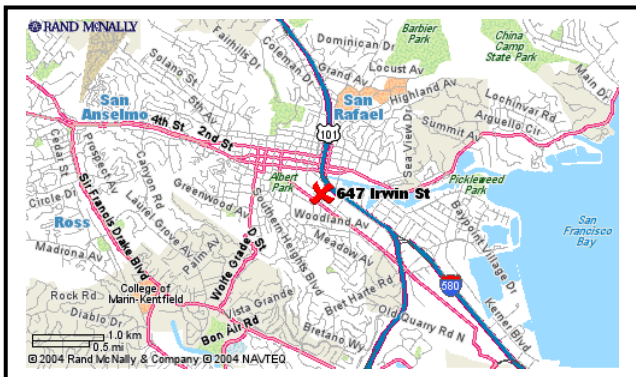 RAND McNALLY
Dominican Dr
Barbier
Park
China
Camp
State Park
Fairhills Dr
Coleman Dr
Grand Av
Locust Av
Main Dr
Solano St
5th Av
San
Rafael
Highland Av
Lochinvar Rd
San
Anselmo
4th St
2nd St
101
Arguello Cir
Summit Av
Sea View Dr
Cedar St
Prospect Av
Canyon Rd
Albert
Park
647 Irwin St
Pickleweed
Park
Circle Dr
Laurel Grove Av
Greenwood Av
Woodland Av
San
Francisco
Bay
Ross
Sir Francis Drake Blvd
Palm Av
Wolfe Grade
D St
Southern Heights Blvd
Meadow Av
Baypoint Village Dr
Madrona Av
College of
Marin-Kentfield
580
Rock Rd
Vista Grande
Bret Harte Rd
Kerner Blvd
Diablo Dr
Bon Air Rd
Bretano Wy
Old Quarry Rd N
1.0 km
0.5 mi
© 2004 Rand McNally & Company © 2004 NAVTEQ